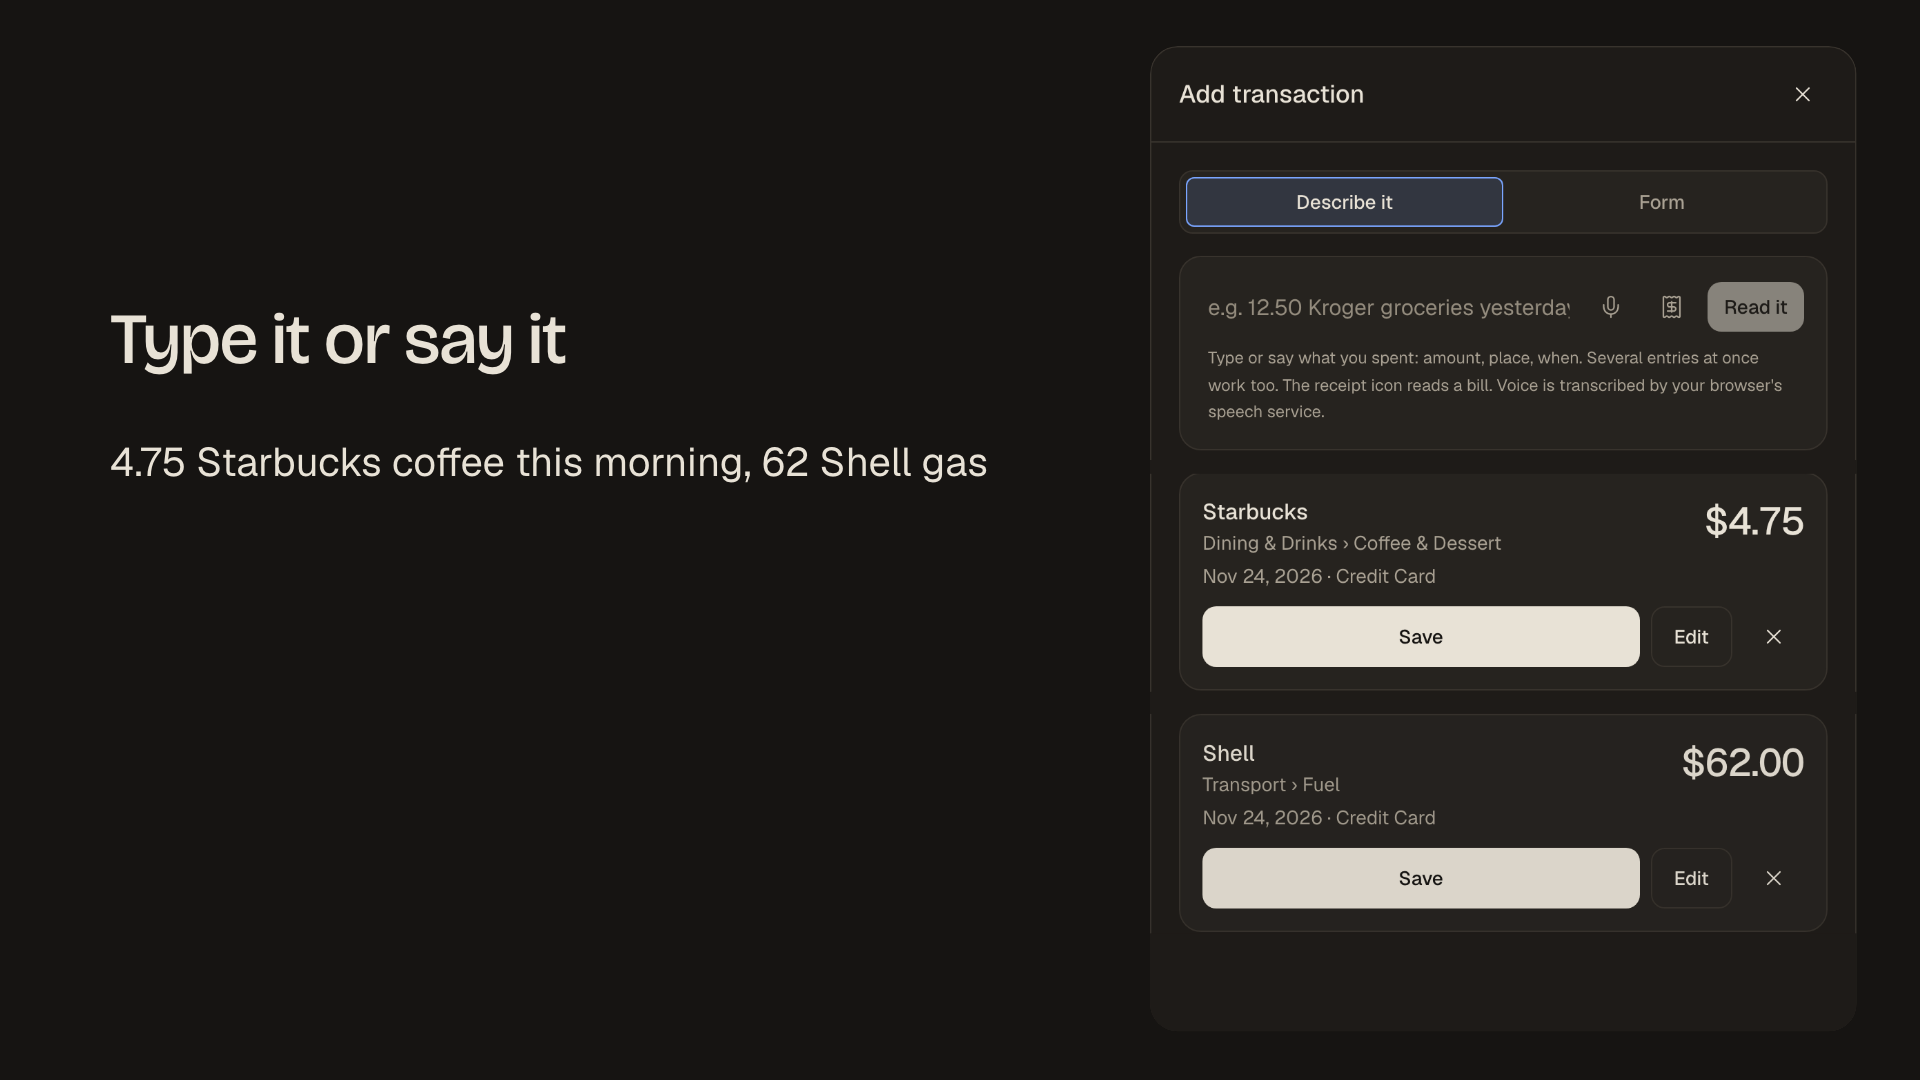 Type it or say it
4.75 Starbucks coffee this morning, 62 Shell gas
Add transaction
Describe it
Form
e.g. 12.50 Kroger groceries yesterday
Read it
Type or say what you spent: amount, place, when. Several entries at once
work too. The receipt icon reads a bill. Voice is transcribed by your browser's
speech service.
Starbucks
$4.75
Dining & Drinks › Coffee & Dessert
Nov 24, 2026 · Credit Card
Save
Edit
Shell
$62.00
Transport › Fuel
Nov 24, 2026 · Credit Card
Save
Edit